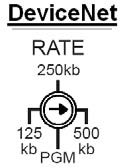 DeviceNet
RATE
250kb
125 500
kb kb
PGM